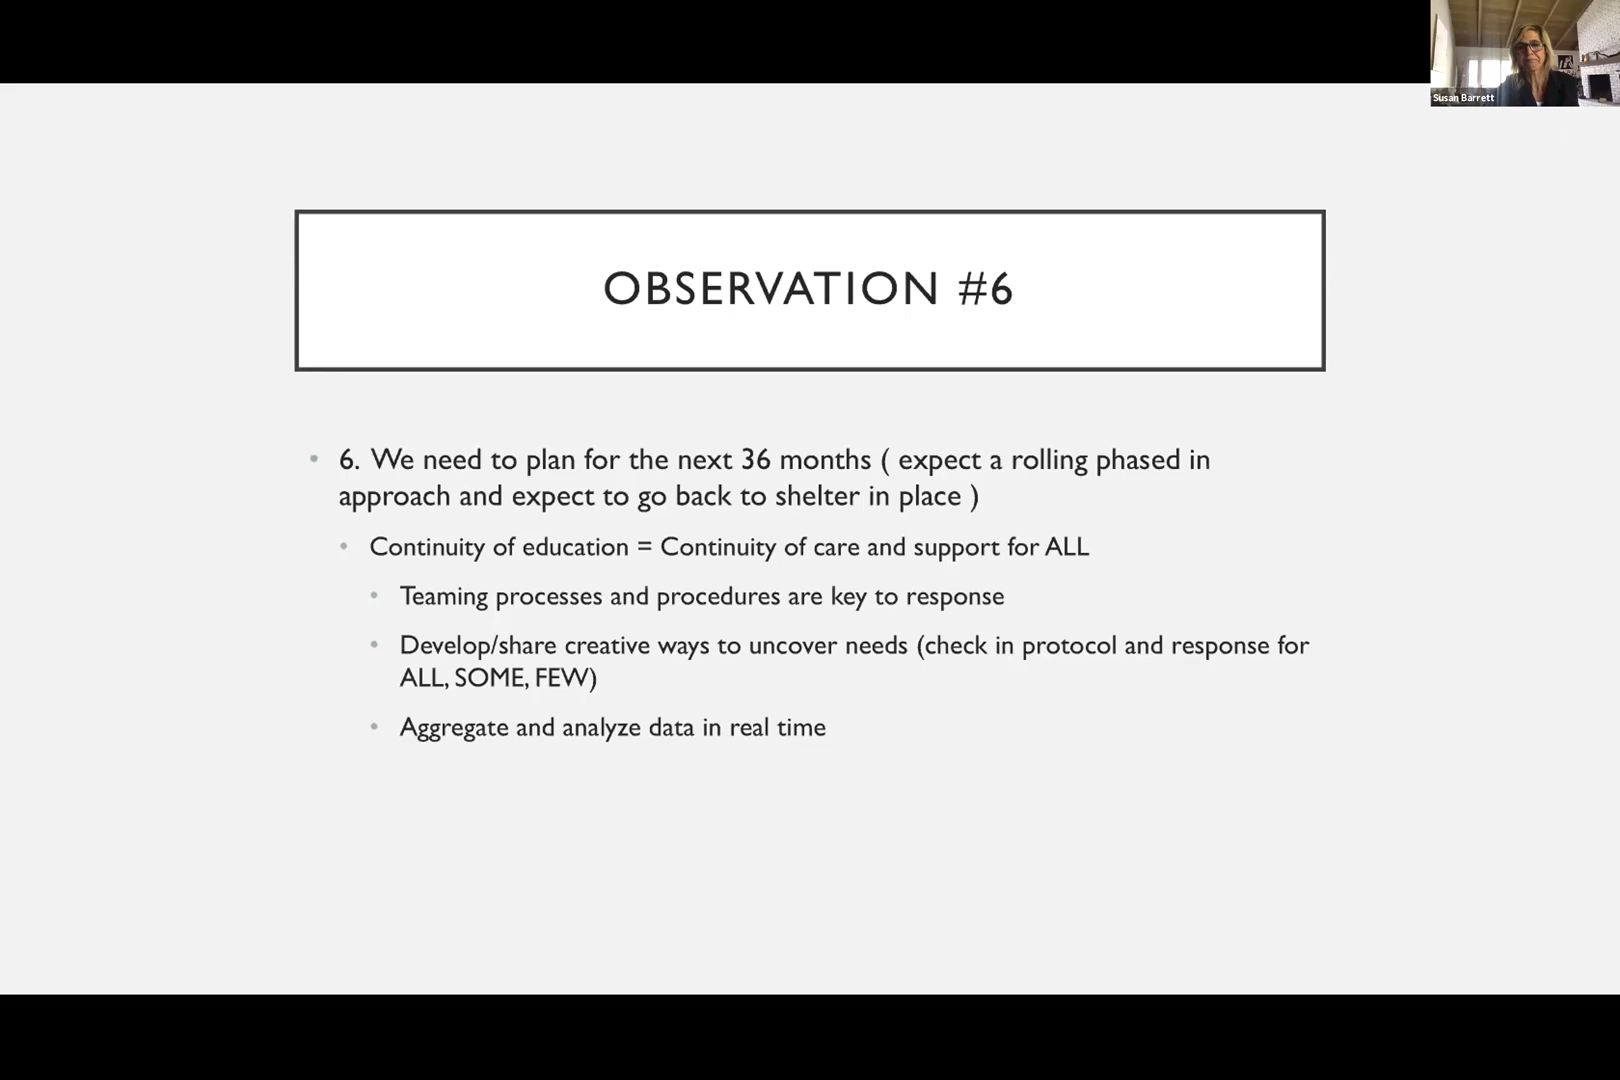 Susan Barrett
OBSERVATION #6
6. We need to plan for the next 36 months ( expect a rolling phased in
approach and expect to go back to shelter in place )
Continuity of education = Continuity of care and support for ALL
Teaming processes and procedures are key to response
Develop/share creative ways to uncover needs (check in protocol and response for
ALL, SOME, FEW)
Aggregate and analyze data in real time